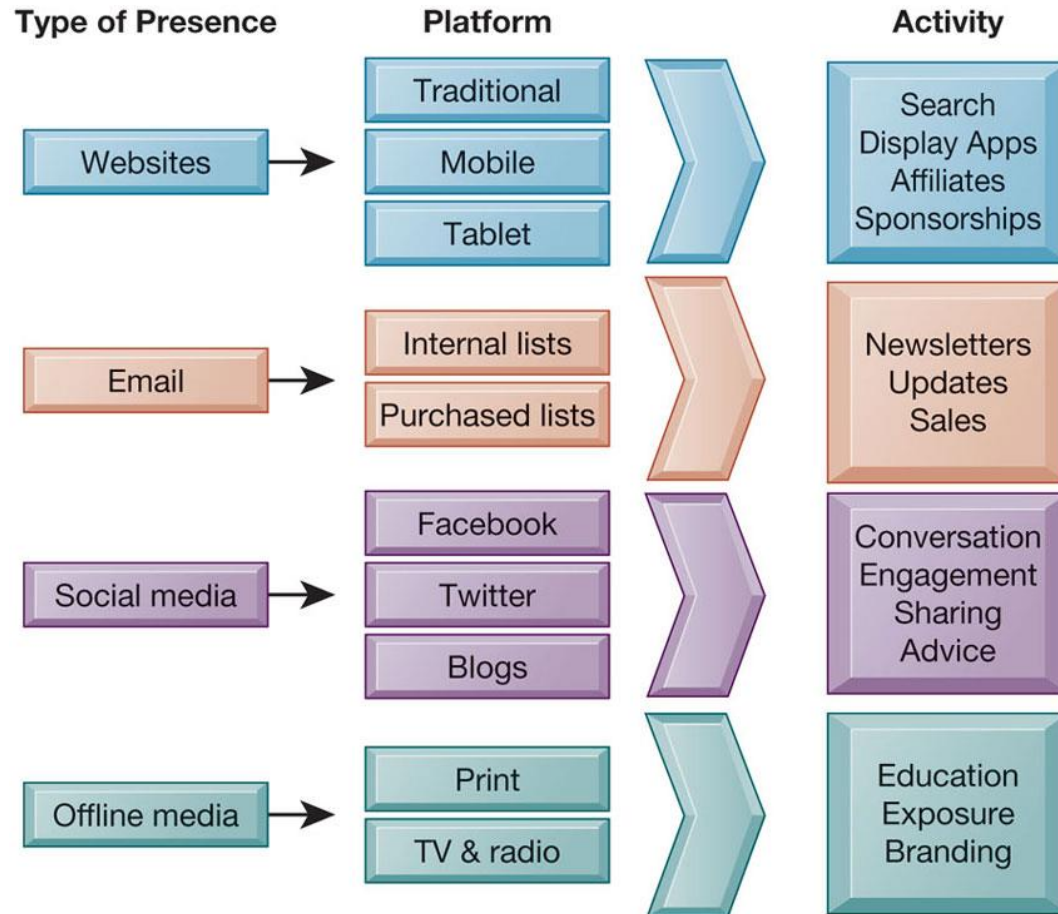 Type of Presence
Platform
Activity
Websites
Traditional
Mobile
Tablet
Search
Display Apps
Affiliates
Sponsorships
Email
Internal lists
Purchased lists
Newsletters
Updates
Sales
Social media
Facebook
Twitter
Blogs
Conversation
Engagement
Sharing
Advice
Offline media
Print
TV & radio
Education
Exposure
Branding